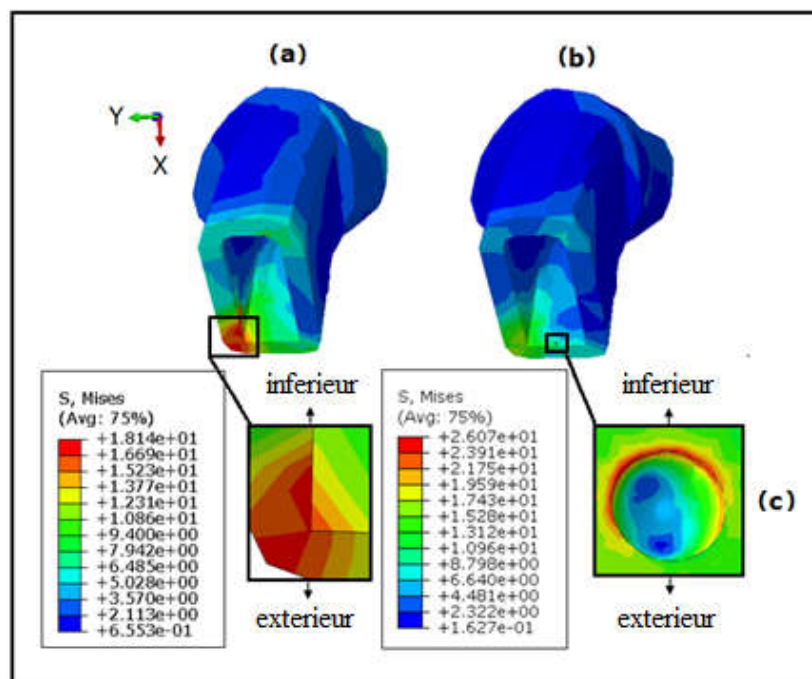 (a)
(b)
Y
X
inferieur
inferieur
S, Mises
(Avg: 75%)
+1.814e+01
+1.669e+01
+1.523e+01
+1.377e+01
+1.231e+01
+1.086e+01
+9.400e+00
+7.942e+00
+6.485e+00
+5.028e+00
+3.570e+00
+2.113e+00
+6.553e-01
S, Mises
(Avg: 75%)
+2.607e+01
+2.391e+01
+2.175e+01
+1.959e+01
+1.743e+01
+1.528e+01
+1.312e+01
+1.096e+01
+8.798e+00
+6.640e+00
+4.481e+00
+2.322e+00
+1.627e-01
(c)
exterieur
exterieur